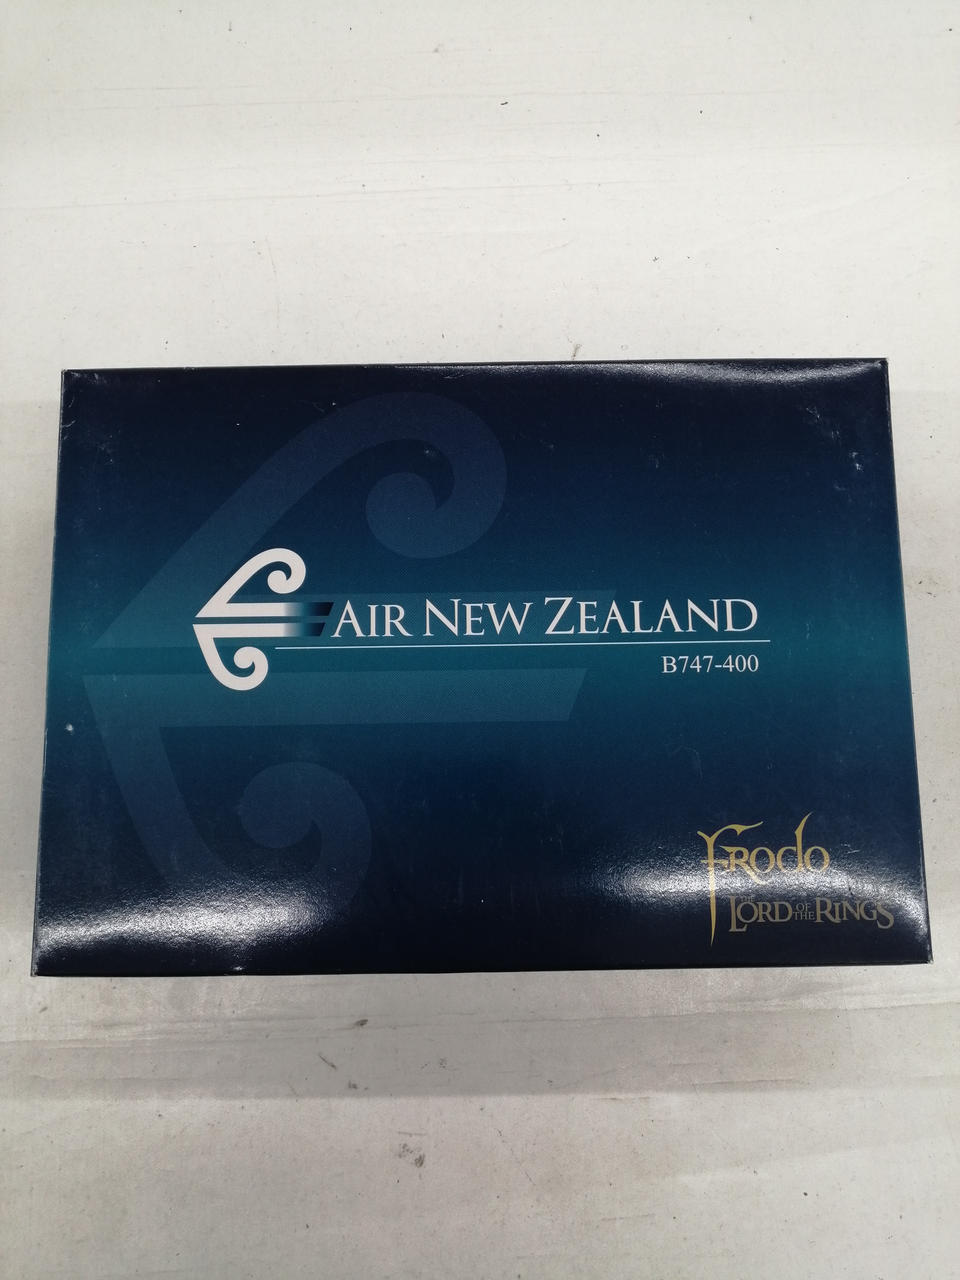 AIR NEW ZEALAND
B747-400
FRodo
THE LORD OF THE RINGS